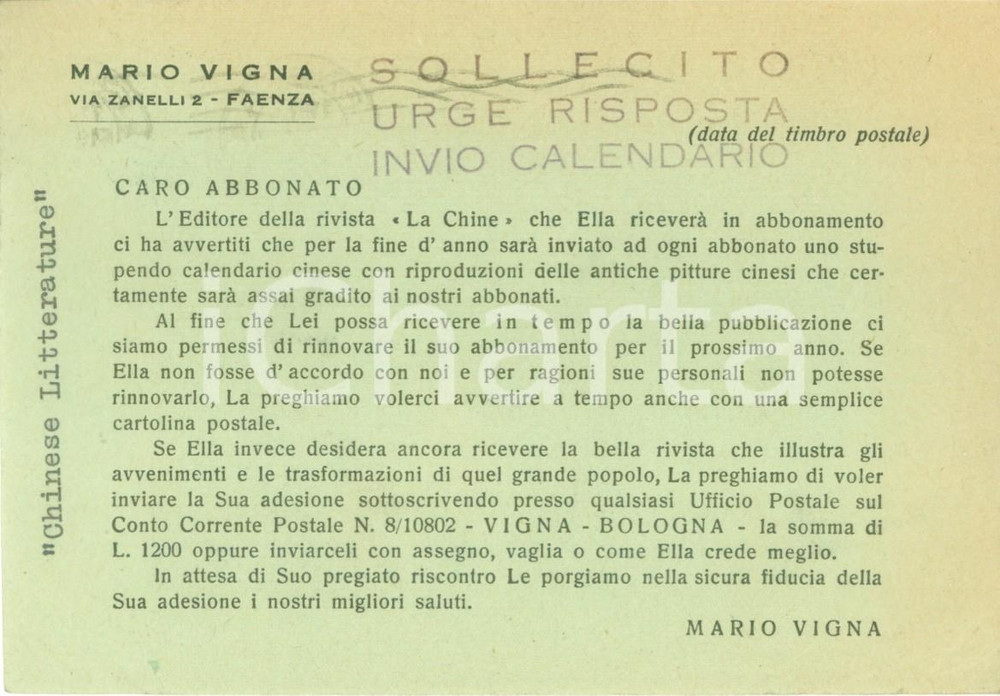 MARIO VIGNA
VIA ZANELLI 2 - FAENZA
SOLLECITO
URGE RISPOSTA
INVIO CALENDARIO
(data del timbro postale)
"Chinese Litterature"
CARO ABBONATO
L'Editore della rivista « La Chine » che Ella riceverà in abbonamento
ci ha avvertiti che per la fine d'anno sarà inviato ad ogni abbonato uno stu-
pendo calendario cinese con riproduzioni delle antiche pitture cinesi che cer-
tamente sarà assai gradito ai nostri abbonati.
Al fine che Lei possa ricevere in tempo la bella pubblicazione ci
siamo permessi di rinnovare il suo abbonamento per il prossimo anno. Se
Ella non fosse d'accordo con noi e per ragioni sue personali non potesse
rinnovarlo, La preghiamo volerci avvertire a tempo anche con una semplice
cartolina postale.
Se Ella invece desidera ancora ricevere la bella rivista che illustra gli
avvenimenti e le trasformazioni di quel grande popolo, La preghiamo di voler
inviare la Sua adesione sottoscrivendo presso qualsiasi Ufficio Postale sul
Conto Corrente Postale N. 8/10802 - VIGNA - BOLOGNA - la somma di
L. 1200 oppure inviarceli con assegno, vaglia o come Ella crede meglio.
In attesa di Suo pregiato riscontro Le porgiamo nella sicura fiducia della
Sua adesione i nostri migliori saluti.
MARIO VIGNA
iCharta